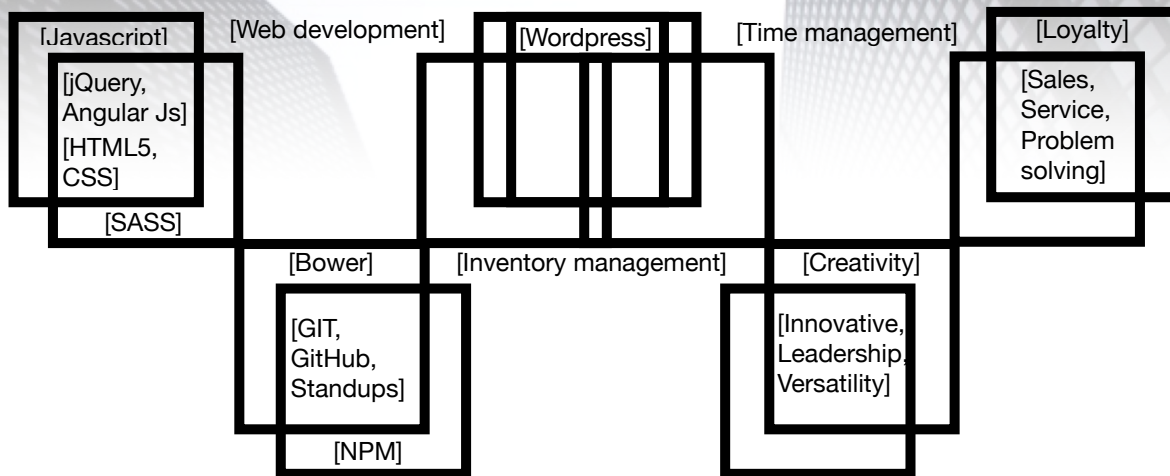 [Javascript]
[Web development]
[Wordpress]
[Time management]
[Loyalty]
[jQuery,
Angular Js]
[HTML5,
CSS]
[Sales,
Service,
Problem
solving]
[SASS]
[Bower]
[Inventory management]
[Creativity]
[GIT,
GitHub,
Standups]
[Innovative,
Leadership,
Versatility]
[NPM]